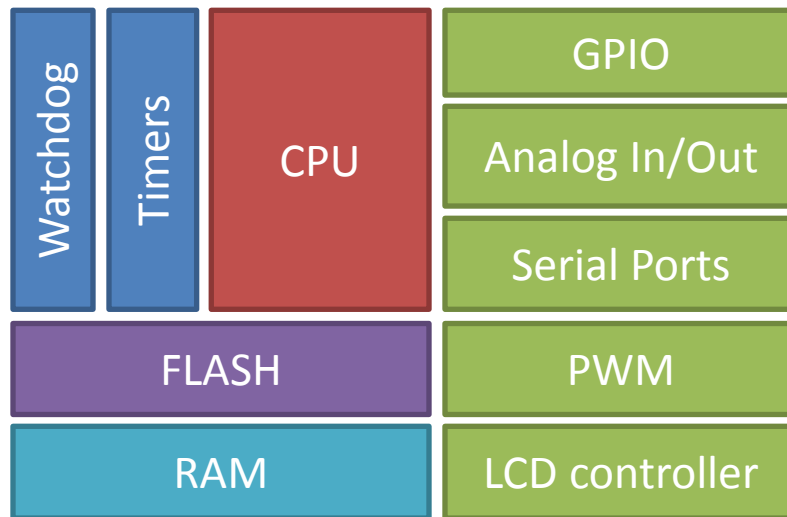 Watchdog
Timers
CPU
GPIO
Analog In/Out
Serial Ports
FLASH
PWM
RAM
LCD controller